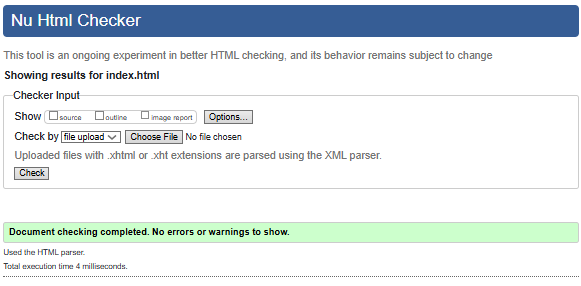 Nu Html Checker
This tool is an ongoing experiment in better HTML checking, and its behavior remains subject to change
Showing results for index.html
Checker Input
Show source outline image report Options...
Check by file upload Choose File No file chosen
Uploaded files with .xhtml or .xht extensions are parsed using the XML parser.
Check
Document checking completed. No errors or warnings to show.
Used the HTML parser.
Total execution time 4 milliseconds.